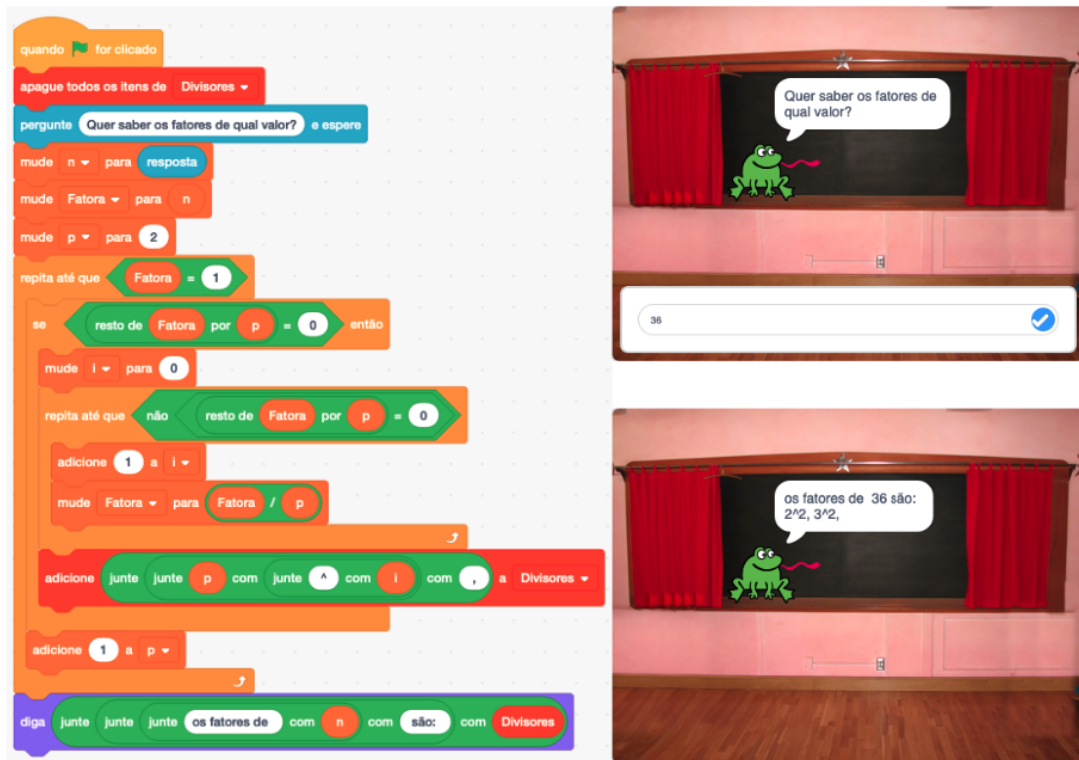 quando for clicado
apague todos os itens de Divisores
pergunte Quer saber os fatores de qual valor? e espere
mude n para resposta
mude Fatora para n
mude p para 2
repita até que Fatora = 1
se resto de Fatora por p = 0 então
mude i para 0
repita até que não resto de Fatora por p = 0
adicione 1 a i
mude Fatora para Fatora / p
adicione junte junte p com junte ^ com i com , a Divisores
adicione 1 a p
diga junte junte junte os fatores de com n com são: com Divisores
Quer saber os fatores de
qual valor?
36
os fatores de 36 são:
2^2, 3^2,